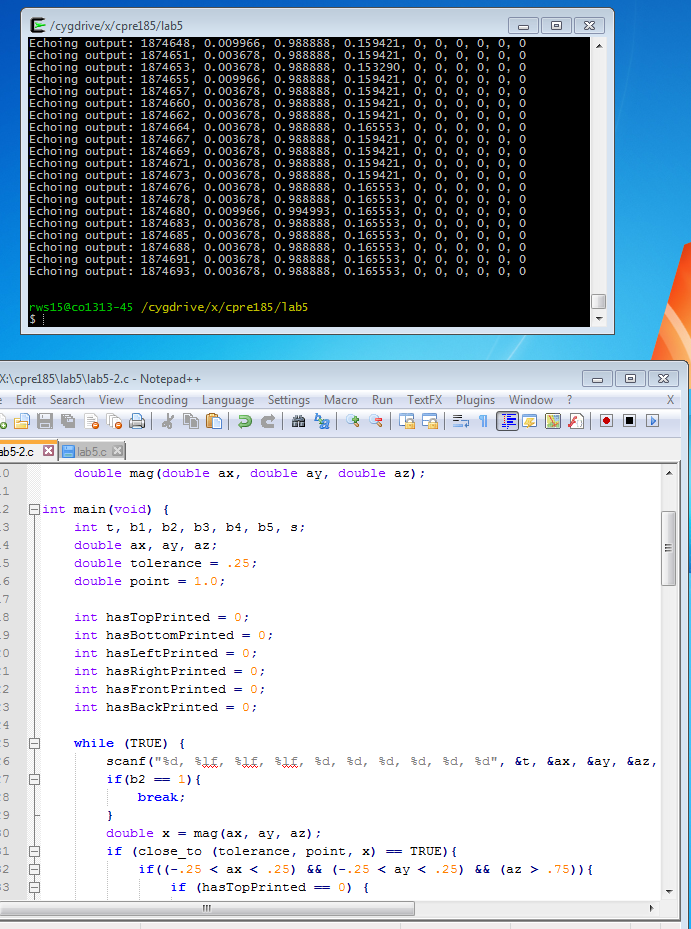 /cygdrive/x/cpre185/lab5
Echoing output: 1874648, 0.009966, 0.988888, 0.159421, 0, 0, 0, 0, 0, 0
Echoing output: 1874651, 0.003678, 0.988888, 0.159421, 0, 0, 0, 0, 0, 0
Echoing output: 1874653, 0.003678, 0.988888, 0.153290, 0, 0, 0, 0, 0, 0
Echoing output: 1874655, 0.009966, 0.988888, 0.159421, 0, 0, 0, 0, 0, 0
Echoing output: 1874657, 0.003678, 0.988888, 0.159421, 0, 0, 0, 0, 0, 0
Echoing output: 1874660, 0.003678, 0.988888, 0.159421, 0, 0, 0, 0, 0, 0
Echoing output: 1874662, 0.003678, 0.988888, 0.159421, 0, 0, 0, 0, 0, 0
Echoing output: 1874664, 0.003678, 0.988888, 0.165553, 0, 0, 0, 0, 0, 0
Echoing output: 1874667, 0.003678, 0.988888, 0.159421, 0, 0, 0, 0, 0, 0
Echoing output: 1874669, 0.003678, 0.988888, 0.159421, 0, 0, 0, 0, 0, 0
Echoing output: 1874671, 0.003678, 0.988888, 0.159421, 0, 0, 0, 0, 0, 0
Echoing output: 1874673, 0.003678, 0.988888, 0.159421, 0, 0, 0, 0, 0, 0
Echoing output: 1874676, 0.003678, 0.988888, 0.165553, 0, 0, 0, 0, 0, 0
Echoing output: 1874678, 0.003678, 0.988888, 0.165553, 0, 0, 0, 0, 0, 0
Echoing output: 1874680, 0.009966, 0.994993, 0.165553, 0, 0, 0, 0, 0, 0
Echoing output: 1874683, 0.003678, 0.988888, 0.165553, 0, 0, 0, 0, 0, 0
Echoing output: 1874685, 0.003678, 0.988888, 0.165553, 0, 0, 0, 0, 0, 0
Echoing output: 1874688, 0.003678, 0.988888, 0.165553, 0, 0, 0, 0, 0, 0
Echoing output: 1874691, 0.003678, 0.988888, 0.165553, 0, 0, 0, 0, 0, 0
Echoing output: 1874693, 0.003678, 0.988888, 0.165553, 0, 0, 0, 0, 0, 0
rws15@co1313-45 /cygdrive/x/cpre185/lab5
$
X:\cpre185\lab5\lab5-2.c - Notepad++
e Edit Search View Encoding Language Settings Macro Run TextFX Plugins Window ? X
ab5-2.c lab5.c
0 double mag(double ax, double ay, double az);
1
2 int main(void) {
3 int t, b1, b2, b3, b4, b5, s;
4 double ax, ay, az;
5 double tolerance = .25;
6 double point = 1.0;
7
8 int hasTopPrinted = 0;
9 int hasBottomPrinted = 0;
20 int hasLeftPrinted = 0;
21 int hasRightPrinted = 0;
22 int hasFrontPrinted = 0;
23 int hasBackPrinted = 0;
24
25 while (TRUE) {
26 scanf("%d, %lf, %lf, %lf, %d, %d, %d, %d, %d, %d", &t, &ax, &ay, &az,
27 if(b2 == 1){
28 break;
29 }
30 double x = mag(ax, ay, az);
31 if (close_to (tolerance, point, x) == TRUE){
32 if((-.25 < ax < .25) && (-.25 < ay < .25) && (az > .75)){
33 if (hasTopPrinted == 0) {